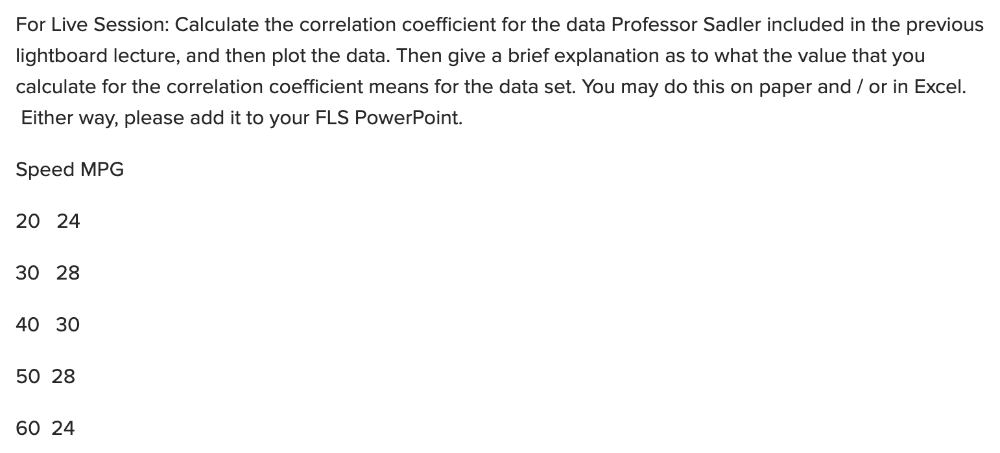 For Live Session: Calculate the correlation coefficient for the data Professor Sadler included in the previous
lightboard lecture, and then plot the data. Then give a brief explanation as to what the value that you
calculate for the correlation coefficient means for the data set. You may do this on paper and / or in Excel.
Either way, please add it to your FLS PowerPoint.
Speed MPG
20 24
30 28
40 30
50 28
60 24